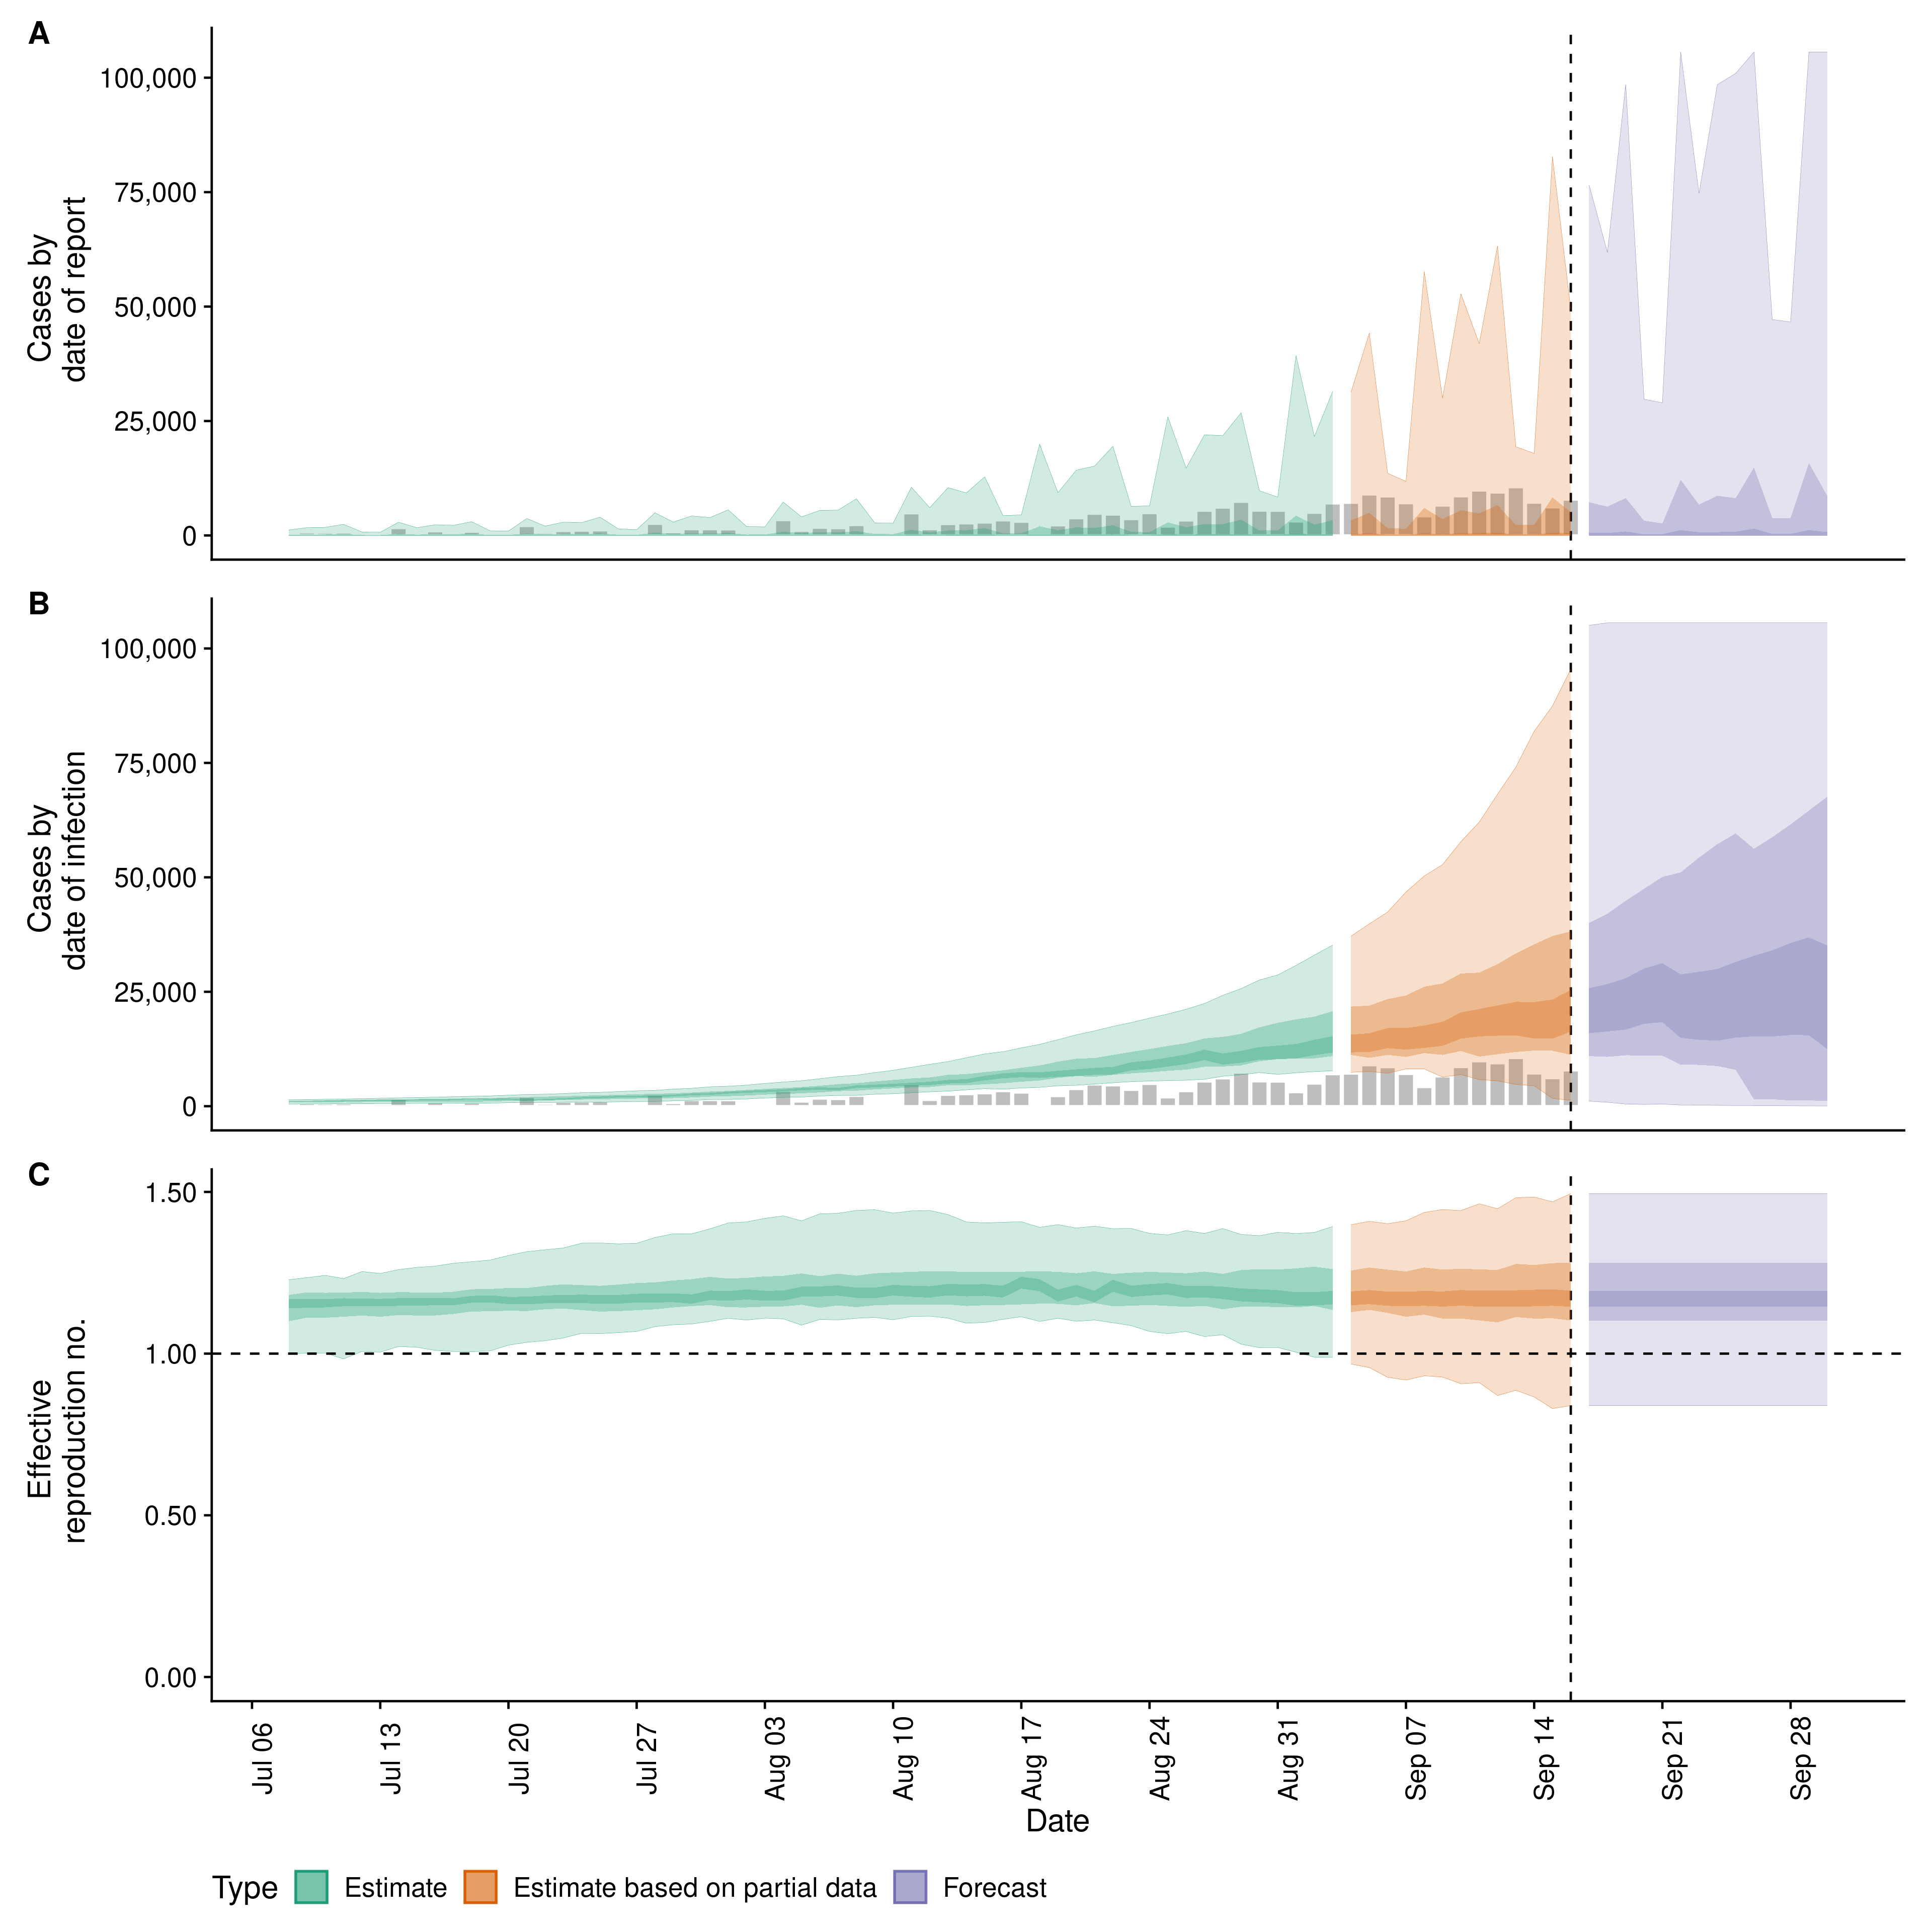 A
Cases by
date of report
100,000
75,000
50,000
25,000
0
B
Cases by
date of infection
100,000
75,000
50,000
25,000
0
C
Effective
reproduction no.
1.50
1.00
0.50
0.00
Jul 06 Jul 13 Jul 20 Jul 27 Aug 03 Aug 10 Aug 17 Aug 24 Aug 31 Sep 07 Sep 14 Sep 21 Sep 28
Date
Type Estimate Estimate based on partial data Forecast